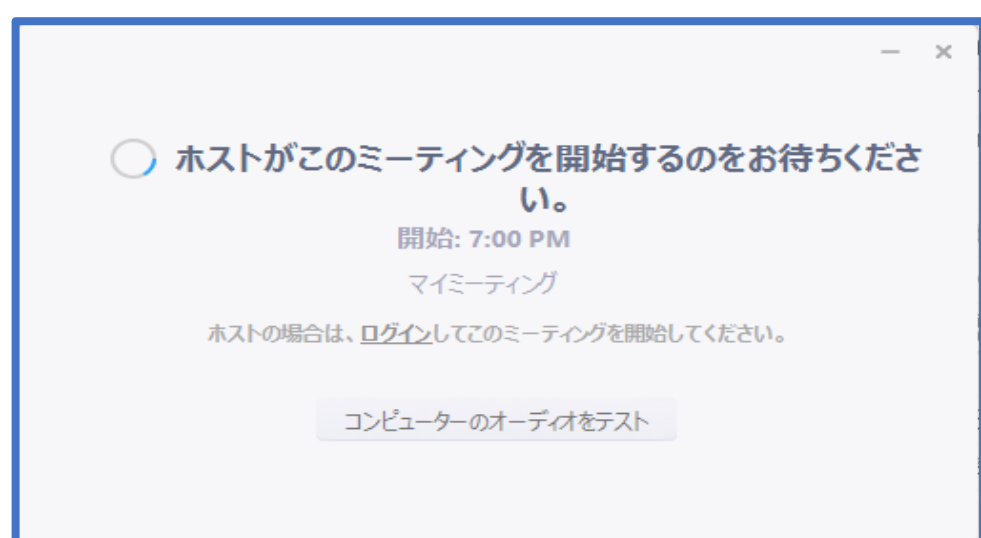 ホストがこのミーティングを開始するのをお待ちくださ
い。
開始: 7:00 PM
マイミーティング
ホストの場合は、ログインしてこのミーティングを開始してください。
コンピューターのオーディオをテスト